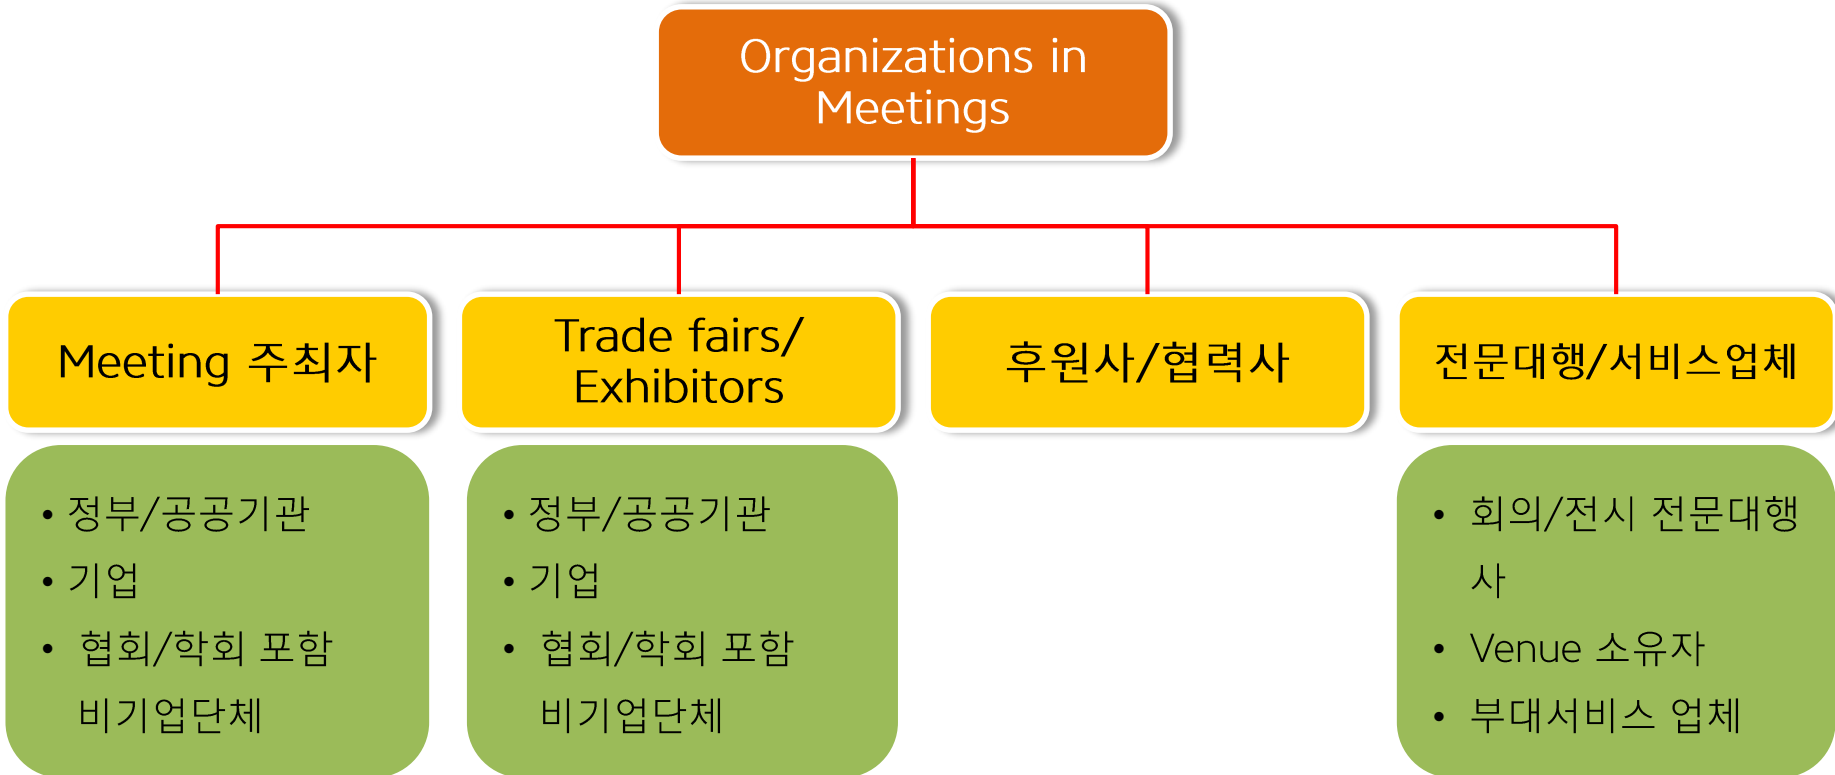 Organizations in
Meetings
Meeting 주최자
Trade fairs/
Exhibitors
후원사/협력사
전문대행/서비스업체
• 정부/공공기관
• 기업
• 협회/학회 포함
비기업단체
• 정부/공공기관
• 기업
• 협회/학회 포함
비기업단체
• 회의/전시 전문대행
사
• Venue 소유자
• 부대서비스 업체